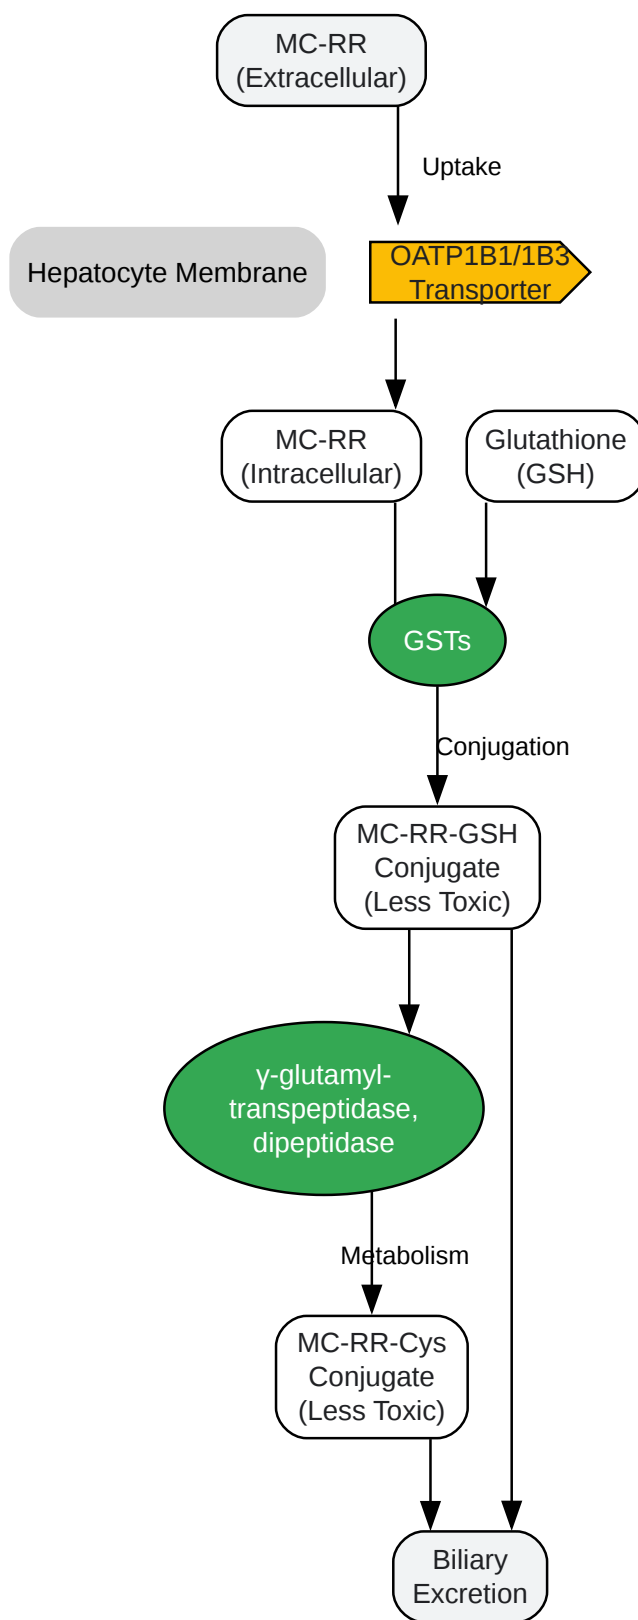 MC-RR
(Extracellular)
Uptake
Hepatocyte Membrane
OATP1B1/1B3
Transporter
MC-RR
(Intracellular)
Glutathione
(GSH)
GSTs
Conjugation
MC-RR-GSH
Conjugate
(Less Toxic)
γ-glutamyl-
transpeptidase,
dipeptidase
Metabolism
MC-RR-Cys
Conjugate
(Less Toxic)
Biliary
Excretion